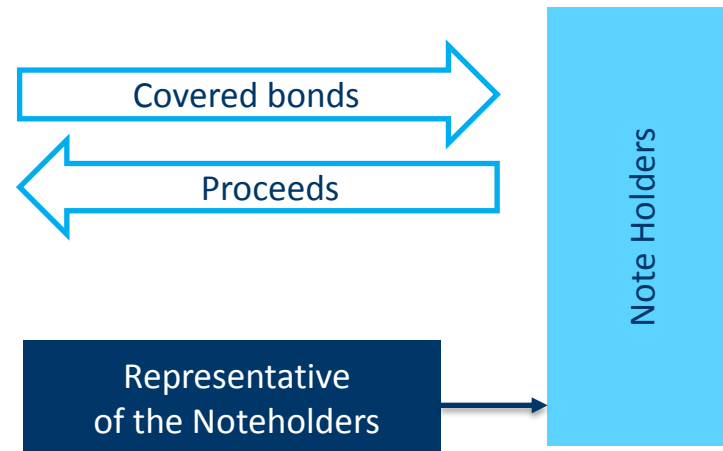 Covered bonds
Proceeds
Note Holders
Representative
of the Noteholders